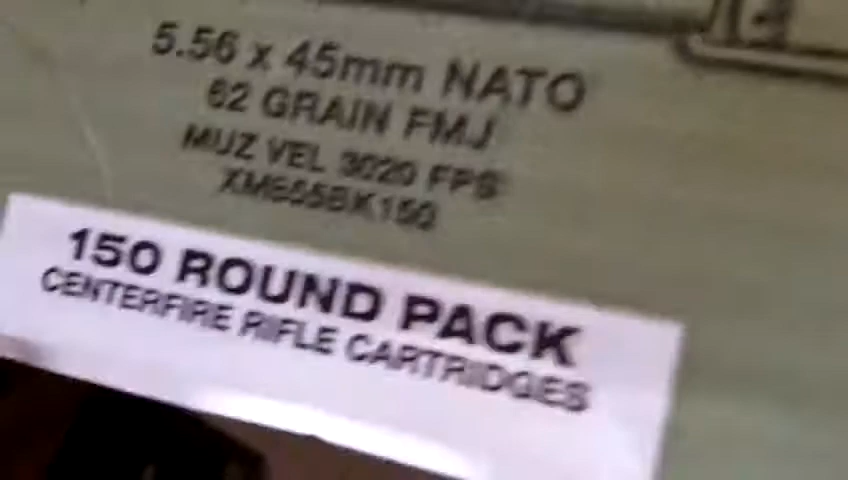 5.56 x 45mm NATO
62 GRAIN FMJ
MUZ VEL 3020 FPS
XM855BK150
150 ROUND PACK
CENTERFIRE RIFLE CARTRIDGES